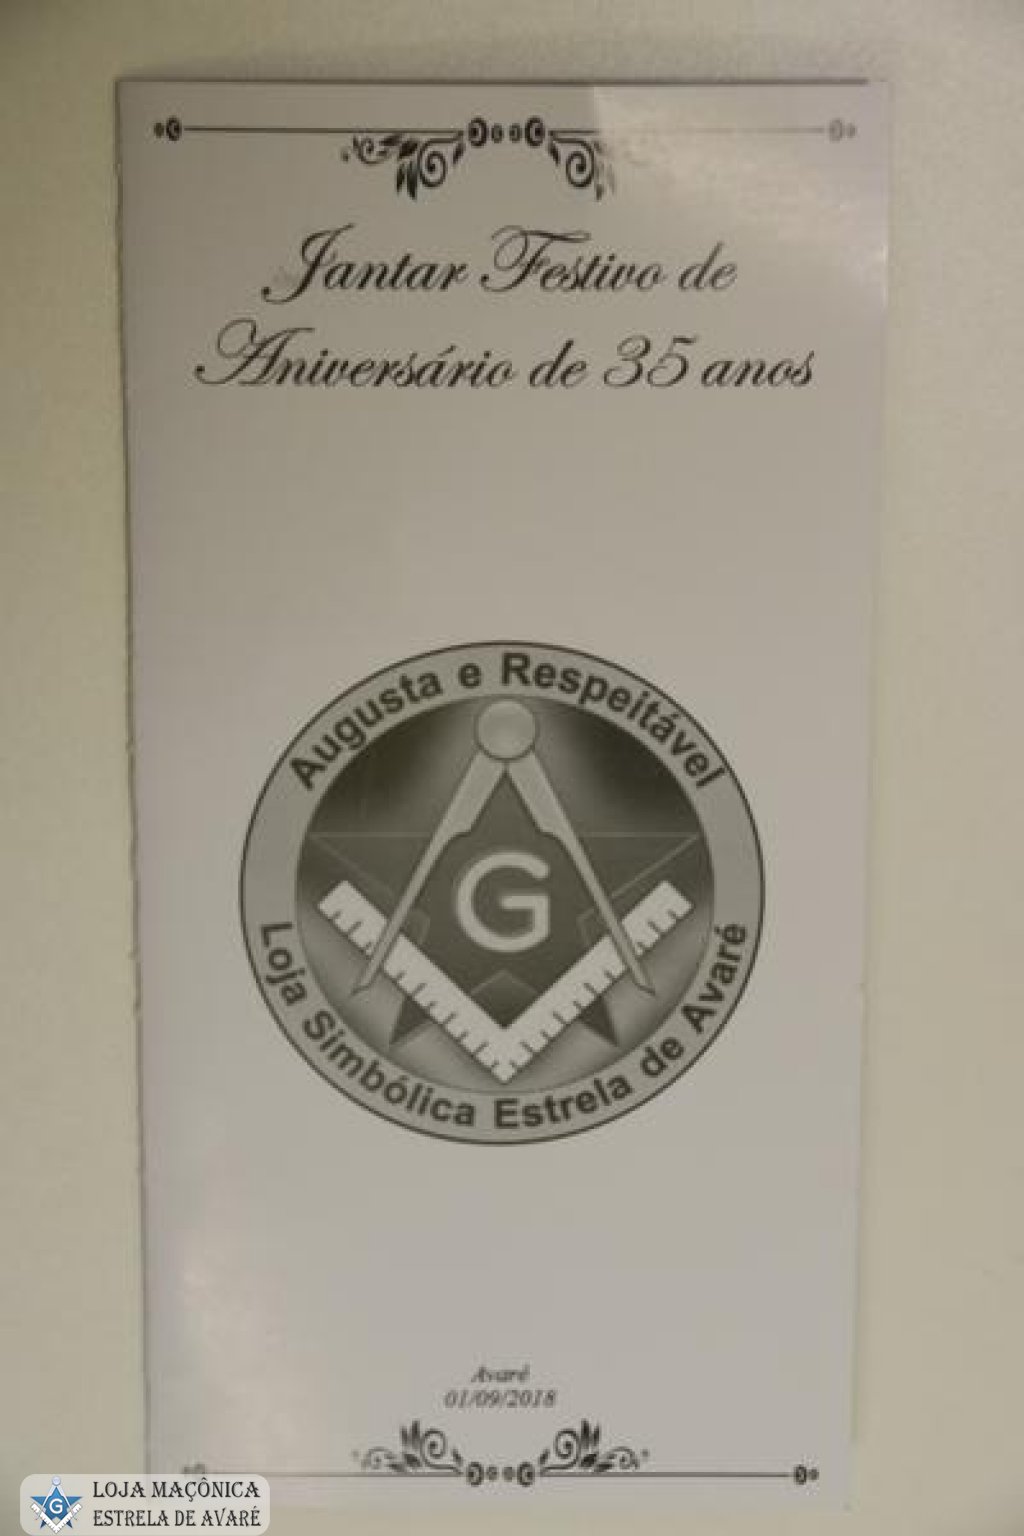 Jantar Festivo de
Aniversário de 35 anos
Augusta e Respeitável
G
Loja Simbólica Estrela de Avaré
Avaré
01/09/2018
G
LOJA MAÇÔNICA
ESTRELA DE AVARÉ